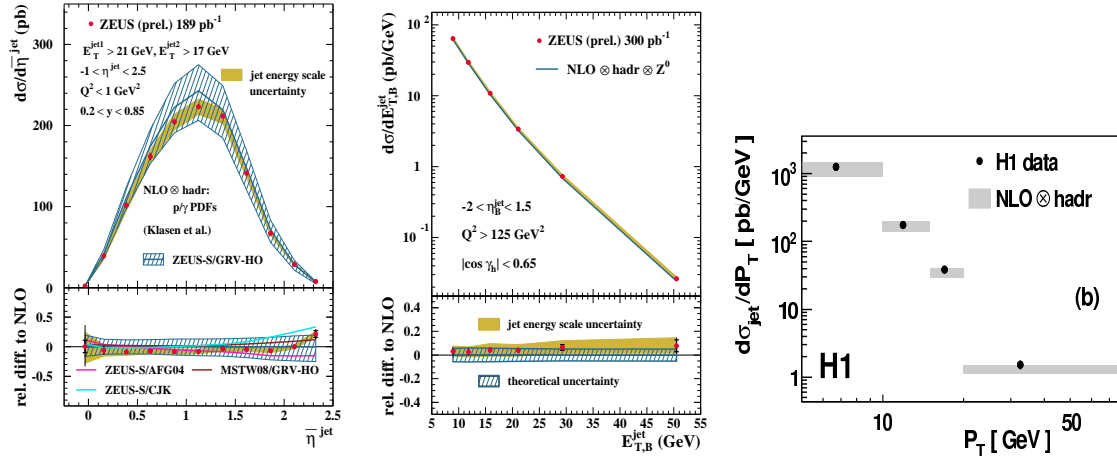 dσ/dη̄^jet (pb)
300
200
100
0
ZEUS (prel.) 189 pb⁻¹
E_T^jet1 > 21 GeV, E_T^jet2 > 17 GeV
-1 < η^jet < 2.5
Q² < 1 GeV²
0.2 < y < 0.85
jet energy scale
uncertainty
NLO ⊗ hadr:
p/γ PDFs
(Klasen et al.)
ZEUS-S/GRV-HO
rel. diff. to NLO
0.5
0
-0.5
ZEUS-S/AFG04
MSTW08/GRV-HO
ZEUS-S/CJK
0 0.5 1 1.5 2 2.5
η̄^jet
dσ/dE_T,B^jet (pb/GeV)
10²
10
1
10⁻¹
ZEUS (prel.) 300 pb⁻¹
NLO ⊗ hadr ⊗ Z⁰
-2 < η_B^jet < 1.5
Q² > 125 GeV²
|cos γ_h| < 0.65
rel. diff. to NLO
0.4
0.2
0
-0.2
-0.4
jet energy scale uncertainty
theoretical uncertainty
5 10 15 20 25 30 35 40 45 50 55
E_T,B^jet (GeV)
dσ_jet/dP_T [ pb/GeV]
10³
10²
10
1
H1 data
NLO ⊗ hadr
(b)
H1
10 50
P_T [ GeV]